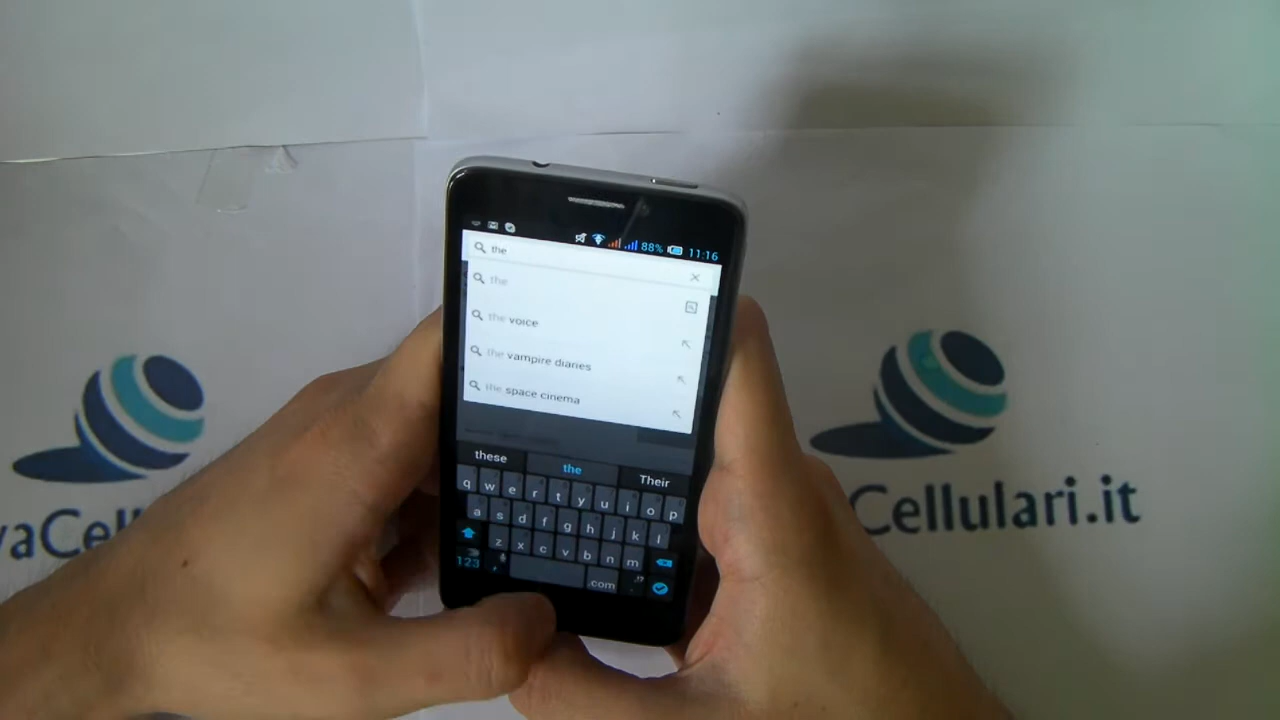 88% 11:16
the
the
the voice
the vampire diaries
the space cinema
these the Their
q w e r t y u i o p
a s d f g h j k l
z x c v b n m
123 , .com
vaCell
Cellulari.it